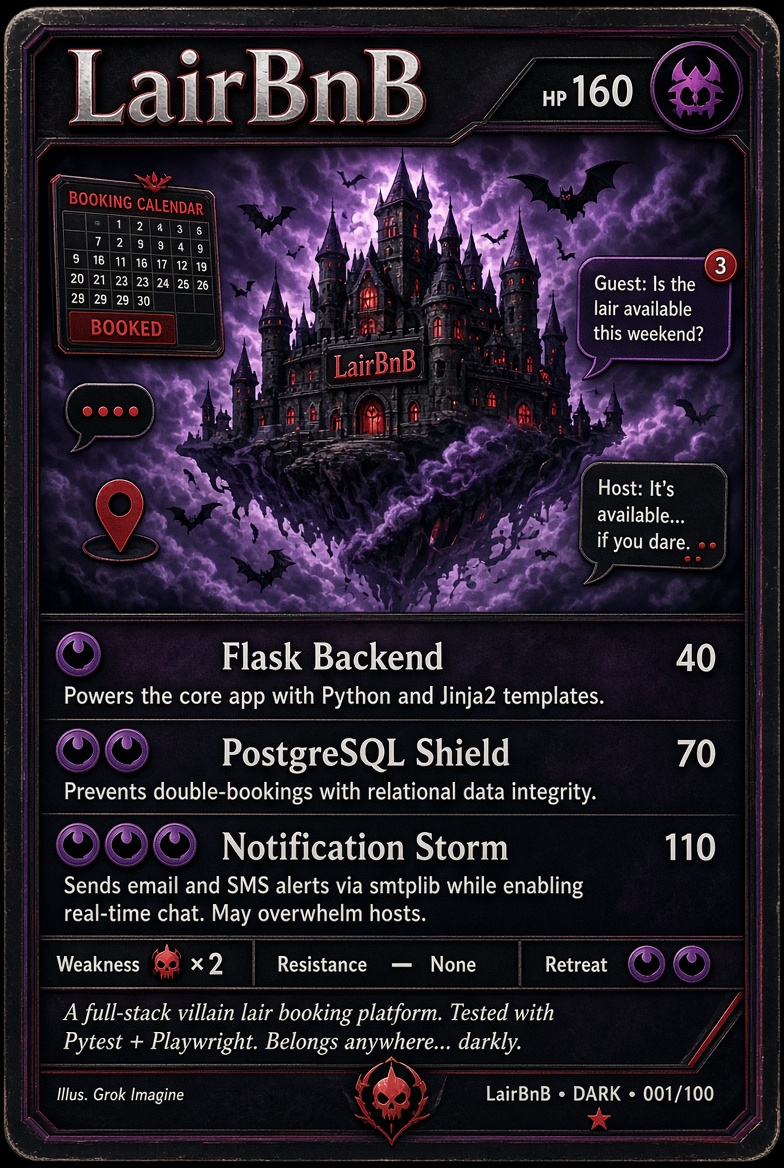 LairBnB
HP 160
BOOKING CALENDAR
1 2 4 3 6
7 2 9 9 4 9
9 16 11 16 17 12 19
20 21 23 23 24 25 26
28 29 29 30
BOOKED
3
Guest: Is the
lair available
this weekend?
LairBnB
Host: It's
available...
if you dare.
Flask Backend 40
Powers the core app with Python and Jinja2 templates.
PostgreSQL Shield 70
Prevents double-bookings with relational data integrity.
Notification Storm 110
Sends email and SMS alerts via smtplib while enabling
real-time chat. May overwhelm hosts.
Weakness ×2 Resistance — None Retreat
A full-stack villain lair booking platform. Tested with
Pytest + Playwright. Belongs anywhere... darkly.
Illus. Grok Imagine
LairBnB • DARK • 001/100